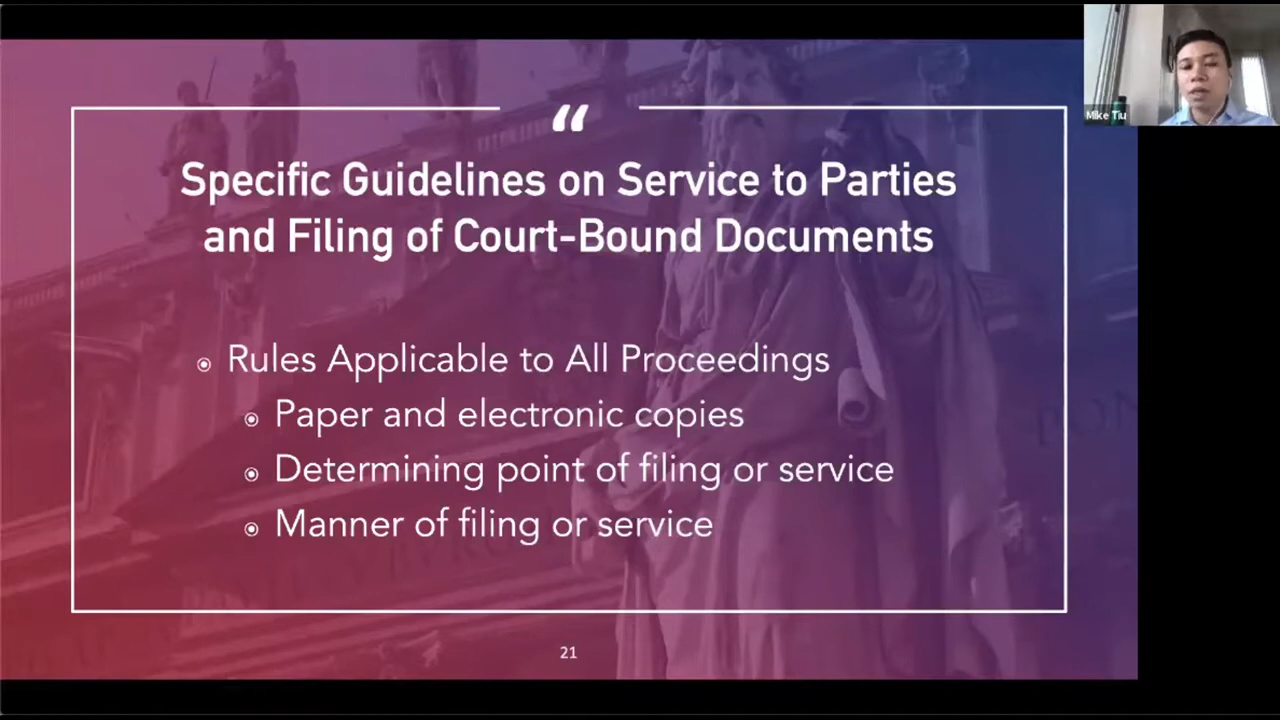 Mike Tiu
“
Specific Guidelines on Service to Parties
and Filing of Court-Bound Documents
Rules Applicable to All Proceedings
Paper and electronic copies
Determining point of filing or service
Manner of filing or service
21